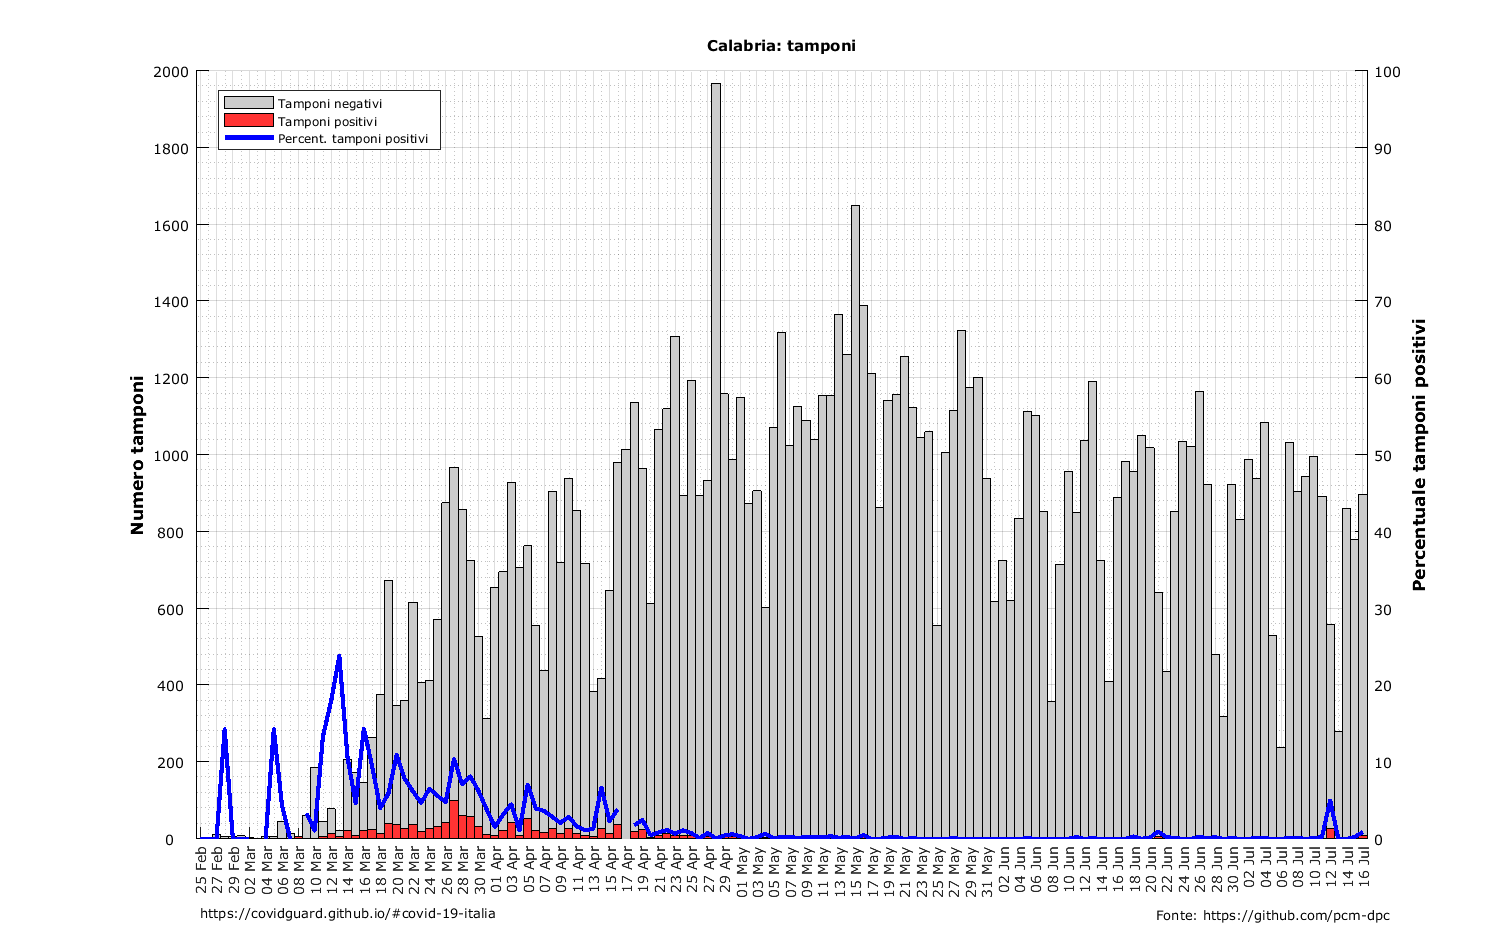 Calabria: tamponi
2000
1800
1600
1400
1200
1000
800
600
400
200
0
100
90
80
70
60
50
40
30
20
10
0
Numero tamponi
Percentuale tamponi positivi
Tamponi negativi
Tamponi positivi
Percent. tamponi positivi
25 Feb
27 Feb
29 Feb
02 Mar
04 Mar
06 Mar
08 Mar
10 Mar
12 Mar
14 Mar
16 Mar
18 Mar
20 Mar
22 Mar
24 Mar
26 Mar
28 Mar
30 Mar
01 Apr
03 Apr
05 Apr
07 Apr
09 Apr
11 Apr
13 Apr
15 Apr
17 Apr
19 Apr
21 Apr
23 Apr
25 Apr
27 Apr
29 Apr
01 May
03 May
05 May
07 May
09 May
11 May
13 May
15 May
17 May
19 May
21 May
23 May
25 May
27 May
29 May
31 May
02 Jun
04 Jun
06 Jun
08 Jun
10 Jun
12 Jun
14 Jun
16 Jun
18 Jun
20 Jun
22 Jun
24 Jun
26 Jun
28 Jun
30 Jun
02 Jul
04 Jul
06 Jul
08 Jul
10 Jul
12 Jul
14 Jul
16 Jul
https://covidguard.github.io/#covid-19-italia
Fonte: https://github.com/pcm-dpc